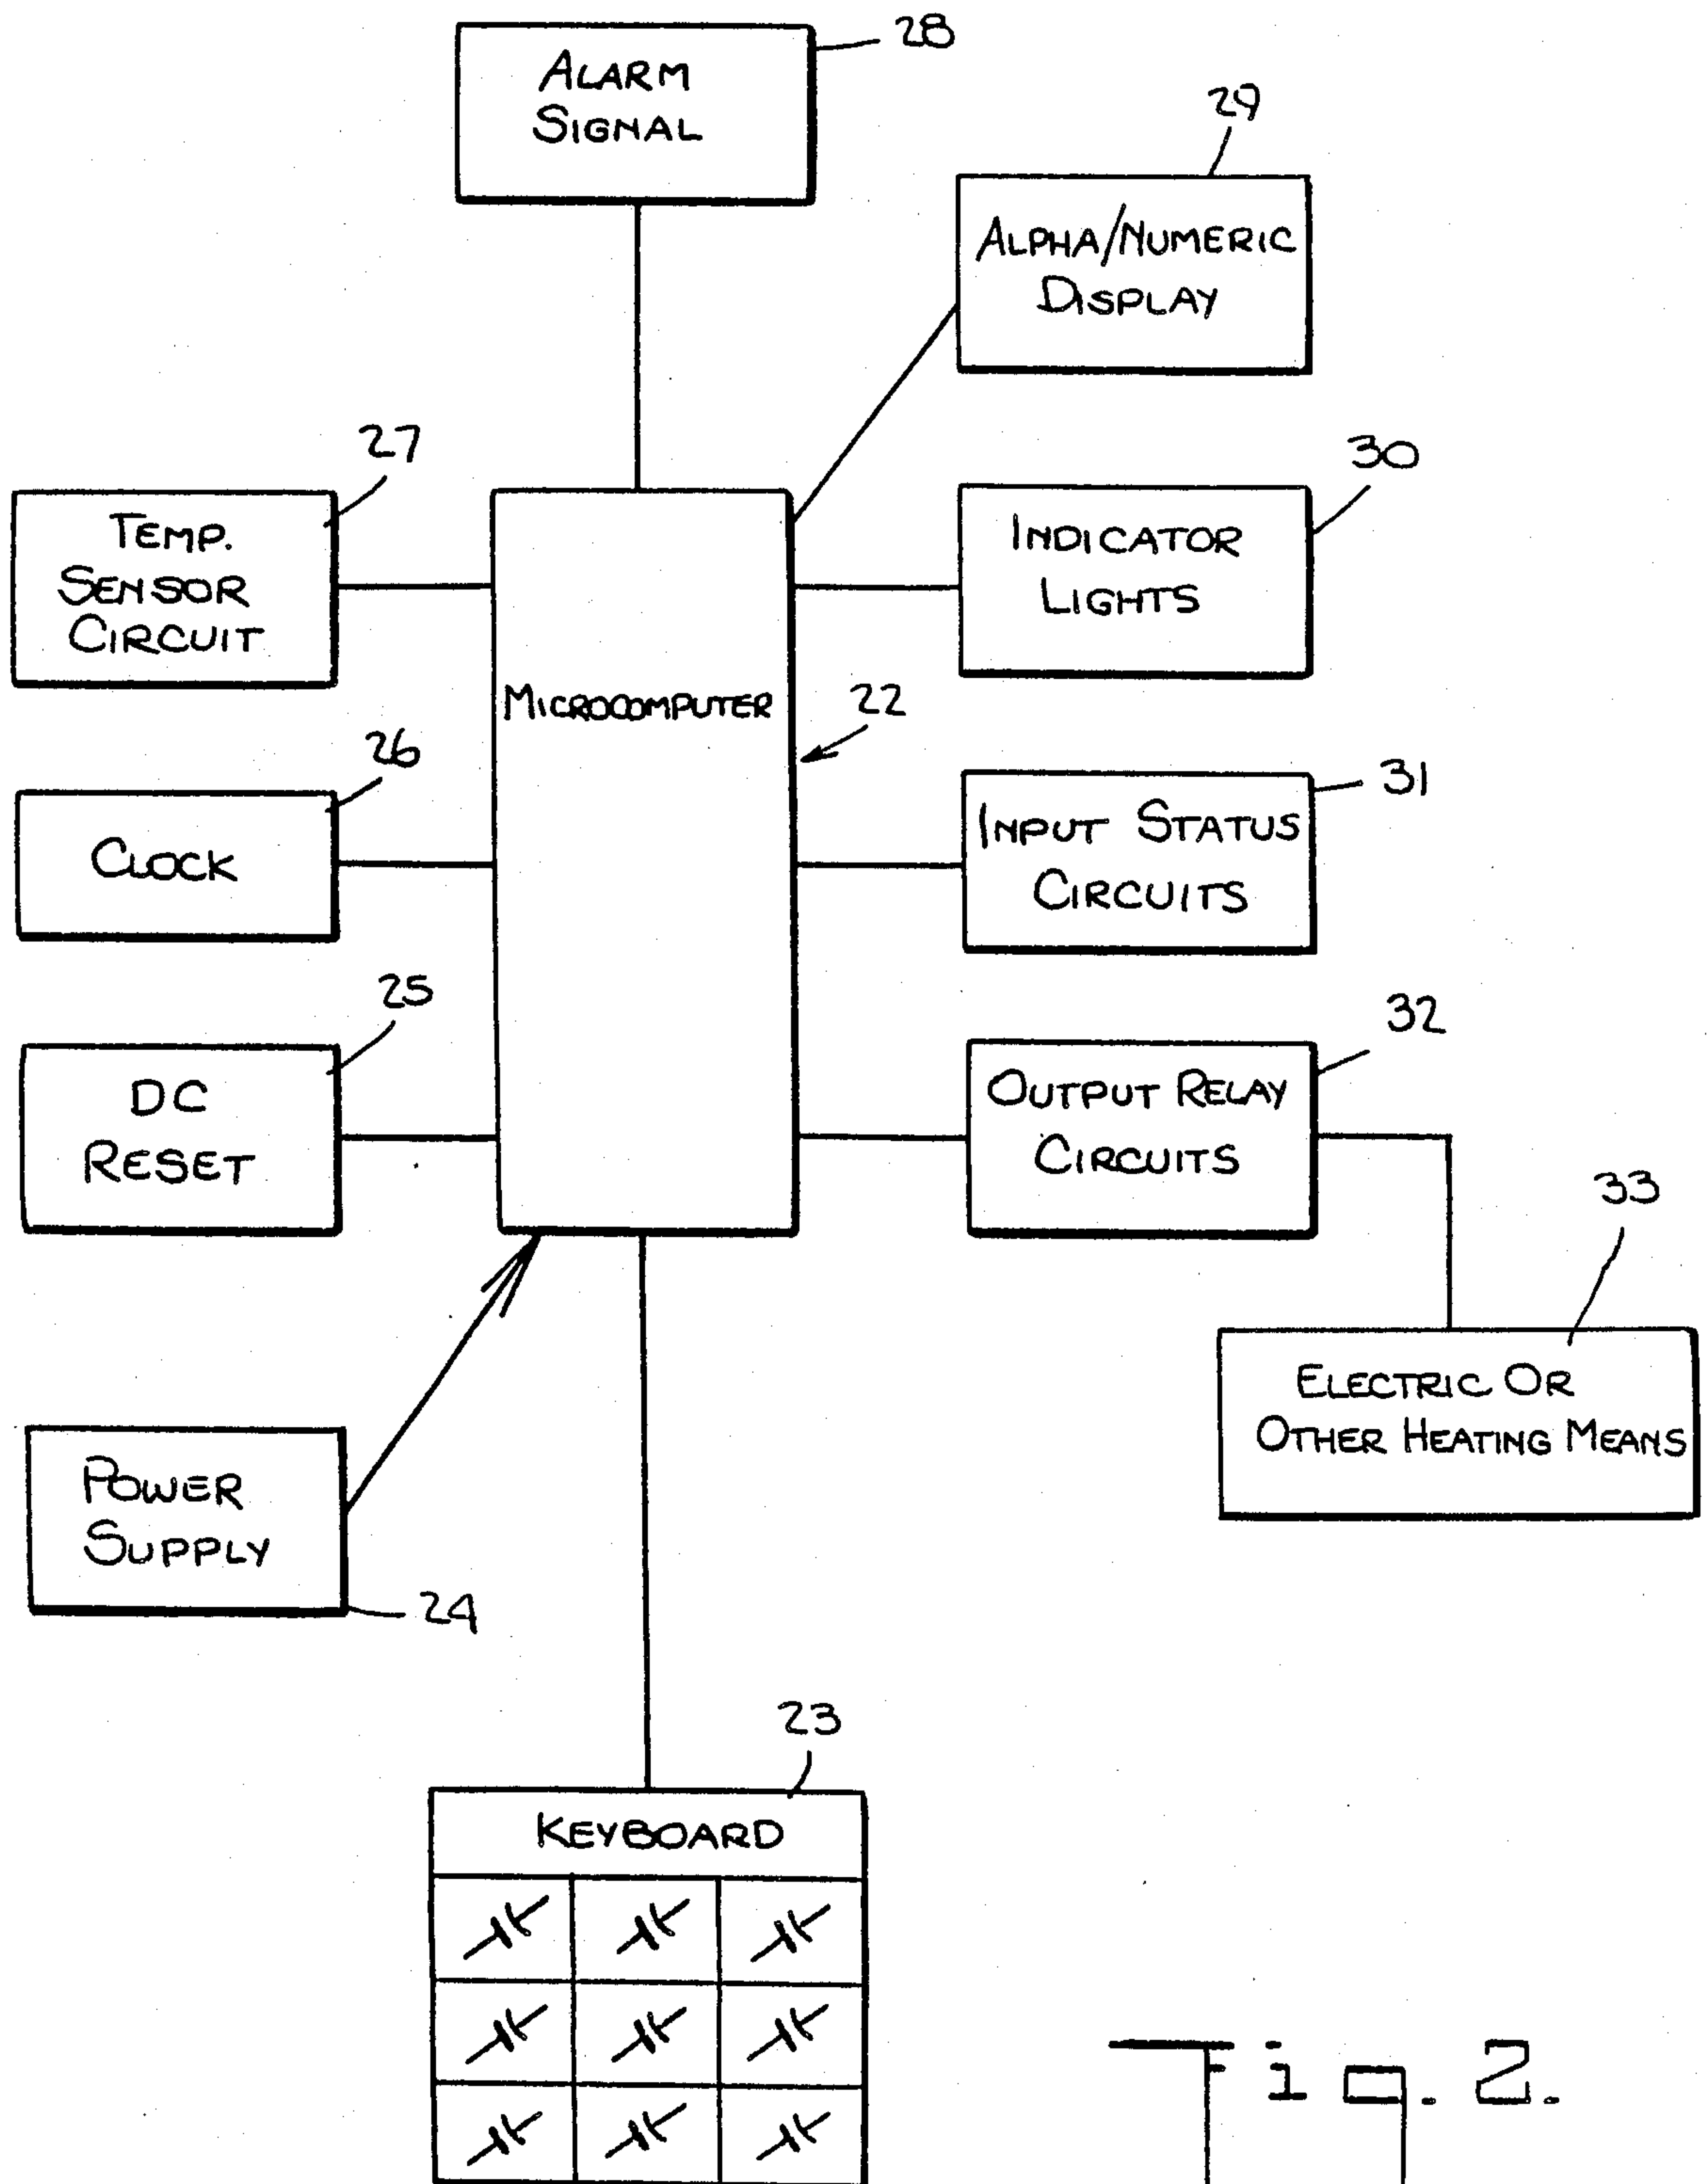 28
ALARM
SIGNAL
29
ALPHA/NUMERIC
DISPLAY
27
TEMP.
SENSOR
CIRCUIT
30
INDICATOR
LIGHTS
MICROCOMPUTER
22
26
CLOCK
31
INPUT STATUS
CIRCUITS
25
DC
RESET
32
OUTPUT RELAY
CIRCUITS
33
ELECTRIC OR
OTHER HEATING MEANS
POWER
SUPPLY
24
23
KEYBOARD
Fig. 2.